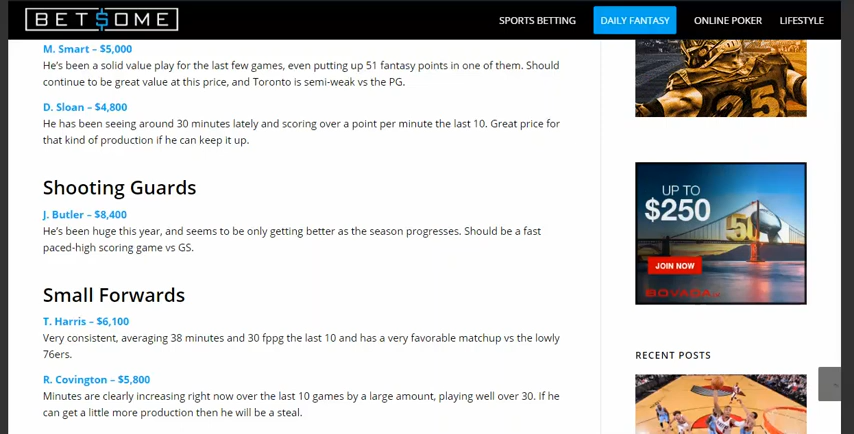 BET$OME
SPORTS BETTING
DAILY FANTASY
ONLINE POKER
LIFESTYLE
M. Smart – $5,000
He's been a solid value play for the last few games, even putting up 51 fantasy points in one of them. Should
continue to be great value at this price, and Toronto is semi-weak vs the PG.
D. Sloan – $4,800
He has been seeing around 30 minutes lately and scoring over a point per minute the last 10. Great price for
that kind of production if he can keep it up.
Shooting Guards
J. Butler – $8,400
He's been huge this year, and seems to be only getting better as the season progresses. Should be a fast
paced-high scoring game vs GS.
Small Forwards
T. Harris – $6,100
Very consistent, averaging 38 minutes and 30 fppg the last 10 and has a very favorable matchup vs the lowly
76ers.
R. Covington – $5,800
Minutes are clearly increasing right now over the last 10 games by a large amount, playing well over 30. If he
can get a little more production then he will be a steal.
25
UP TO
$250
50
JOIN NOW
BOVADA
RECENT POSTS